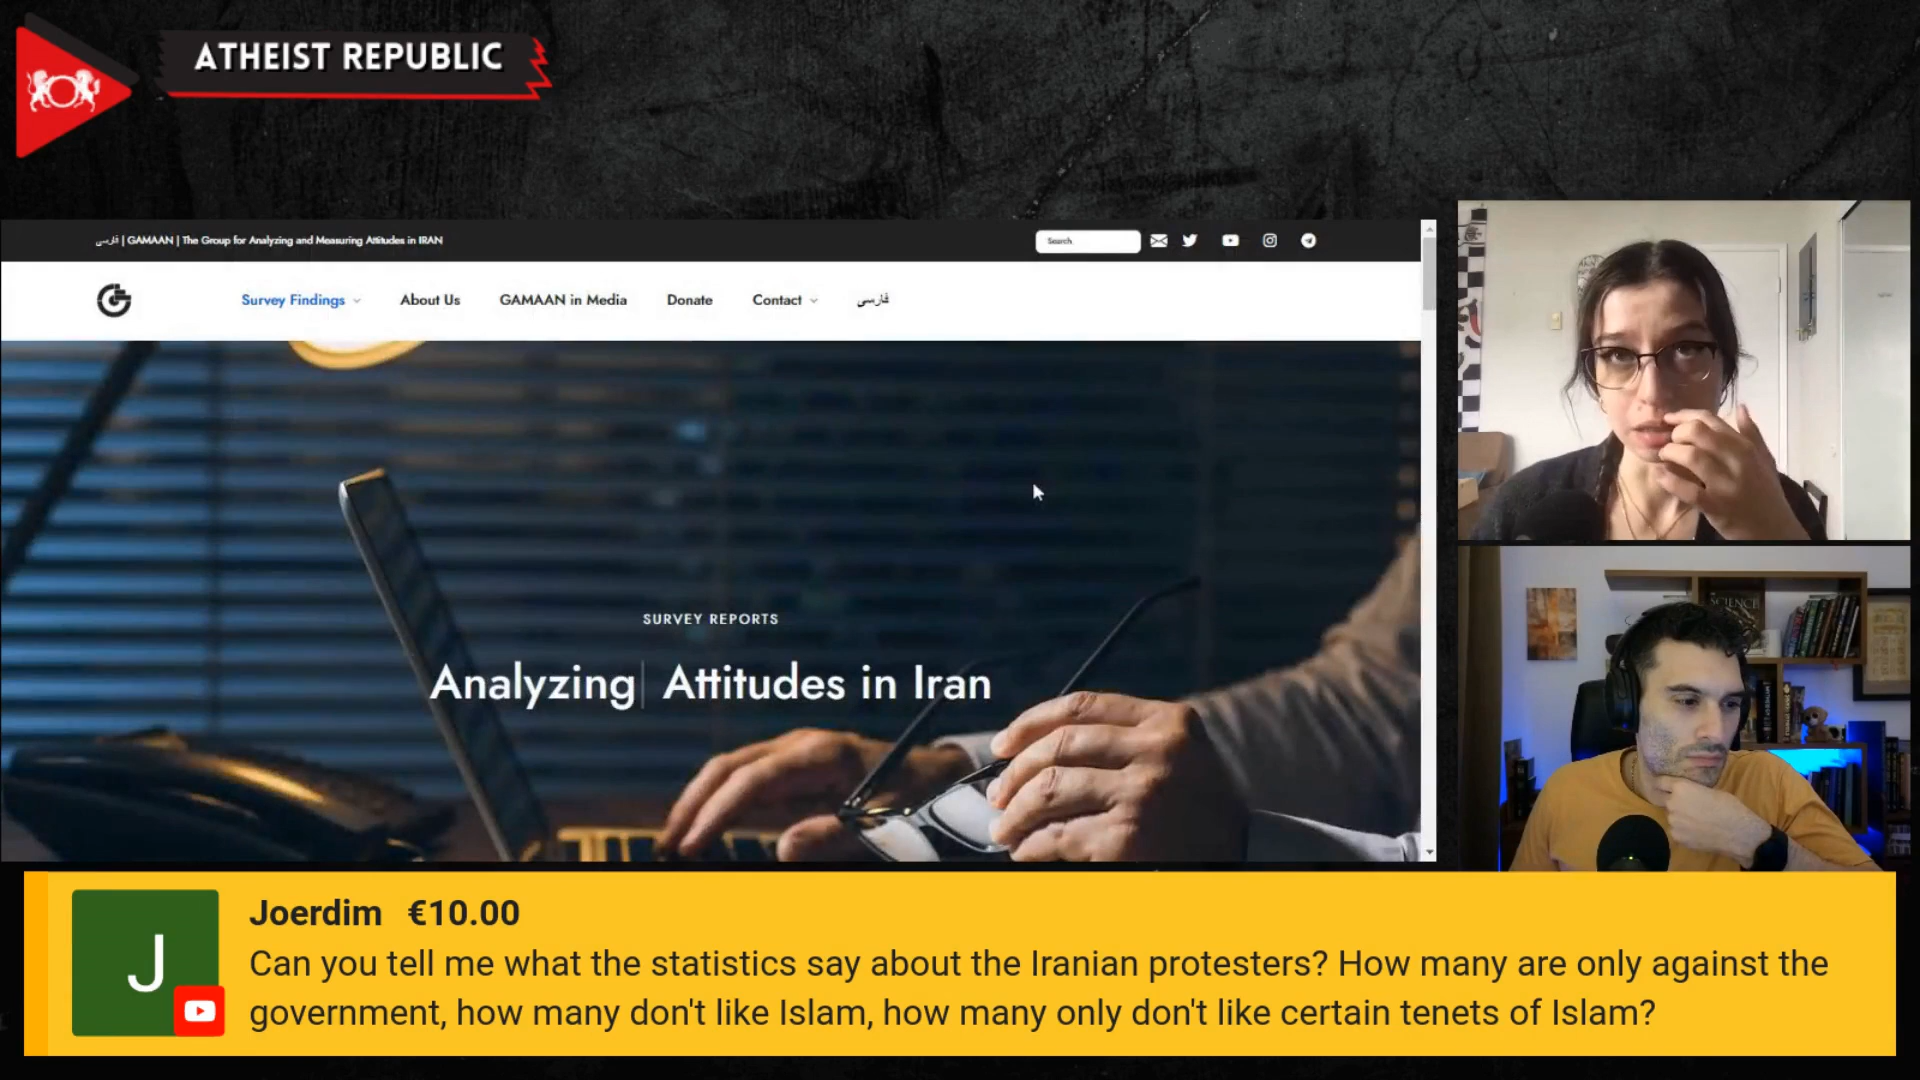 ATHEIST REPUBLIC
فارسی | GAMAAN | The Group for Analyzing and Measuring Attitudes in IRAN
Search
Survey Findings
About Us
GAMAAN in Media
Donate
Contact
فارسی
SURVEY REPORTS
Analyzing| Attitudes in Iran
SCIENCE
J
Joerdim €10.00
Can you tell me what the statistics say about the Iranian protesters? How many are only against the
government, how many don't like Islam, how many only don't like certain tenets of Islam?